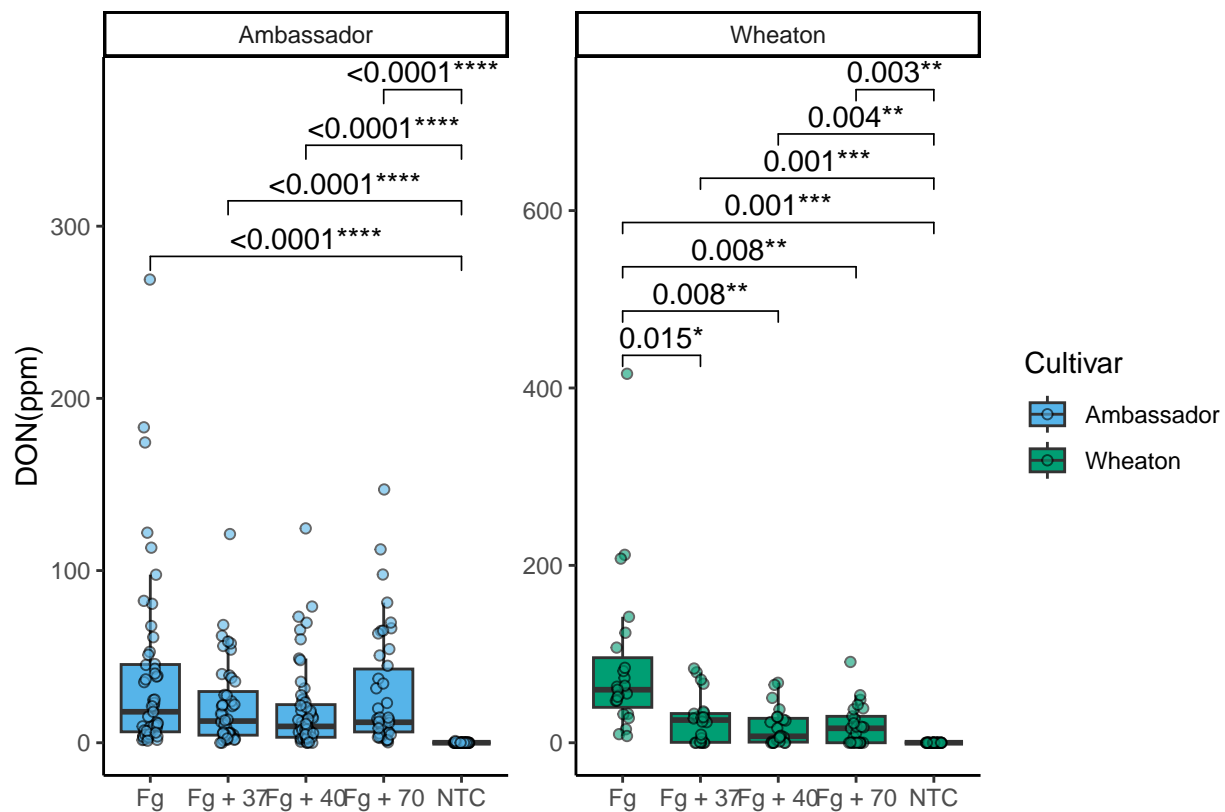 Ambassador
Wheaton
<0.0001****
<0.0001****
<0.0001****
<0.0001****
0.003**
0.004**
0.001***
0.001***
0.008**
0.008**
0.015*
DON(ppm)
300
200
100
0
600
400
200
0
Fg Fg + 37 Fg + 40 Fg + 70 NTC
Fg Fg + 37 Fg + 40 Fg + 70 NTC
Cultivar
Ambassador
Wheaton